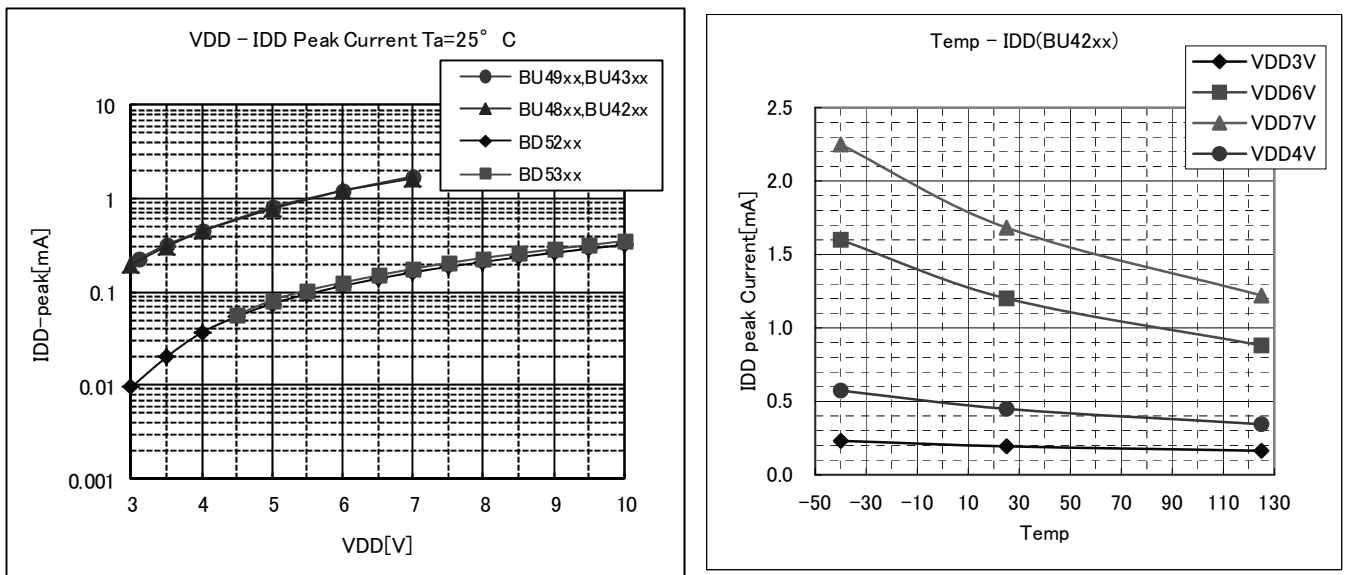 VDD - IDD Peak Current Ta=25° C
BU49xx,BU43xx
BU48xx,BU42xx
BD52xx
BD53xx
10
1
0.1
0.01
0.001
IDD-peak[mA]
3 4 5 6 7 8 9 10
VDD[V]
Temp - IDD(BU42xx)
VDD3V
VDD6V
VDD7V
VDD4V
2.5
2.0
1.5
1.0
0.5
0.0
IDD peak Current[mA]
-50 -30 -10 10 30 50 70 90 110 130
Temp